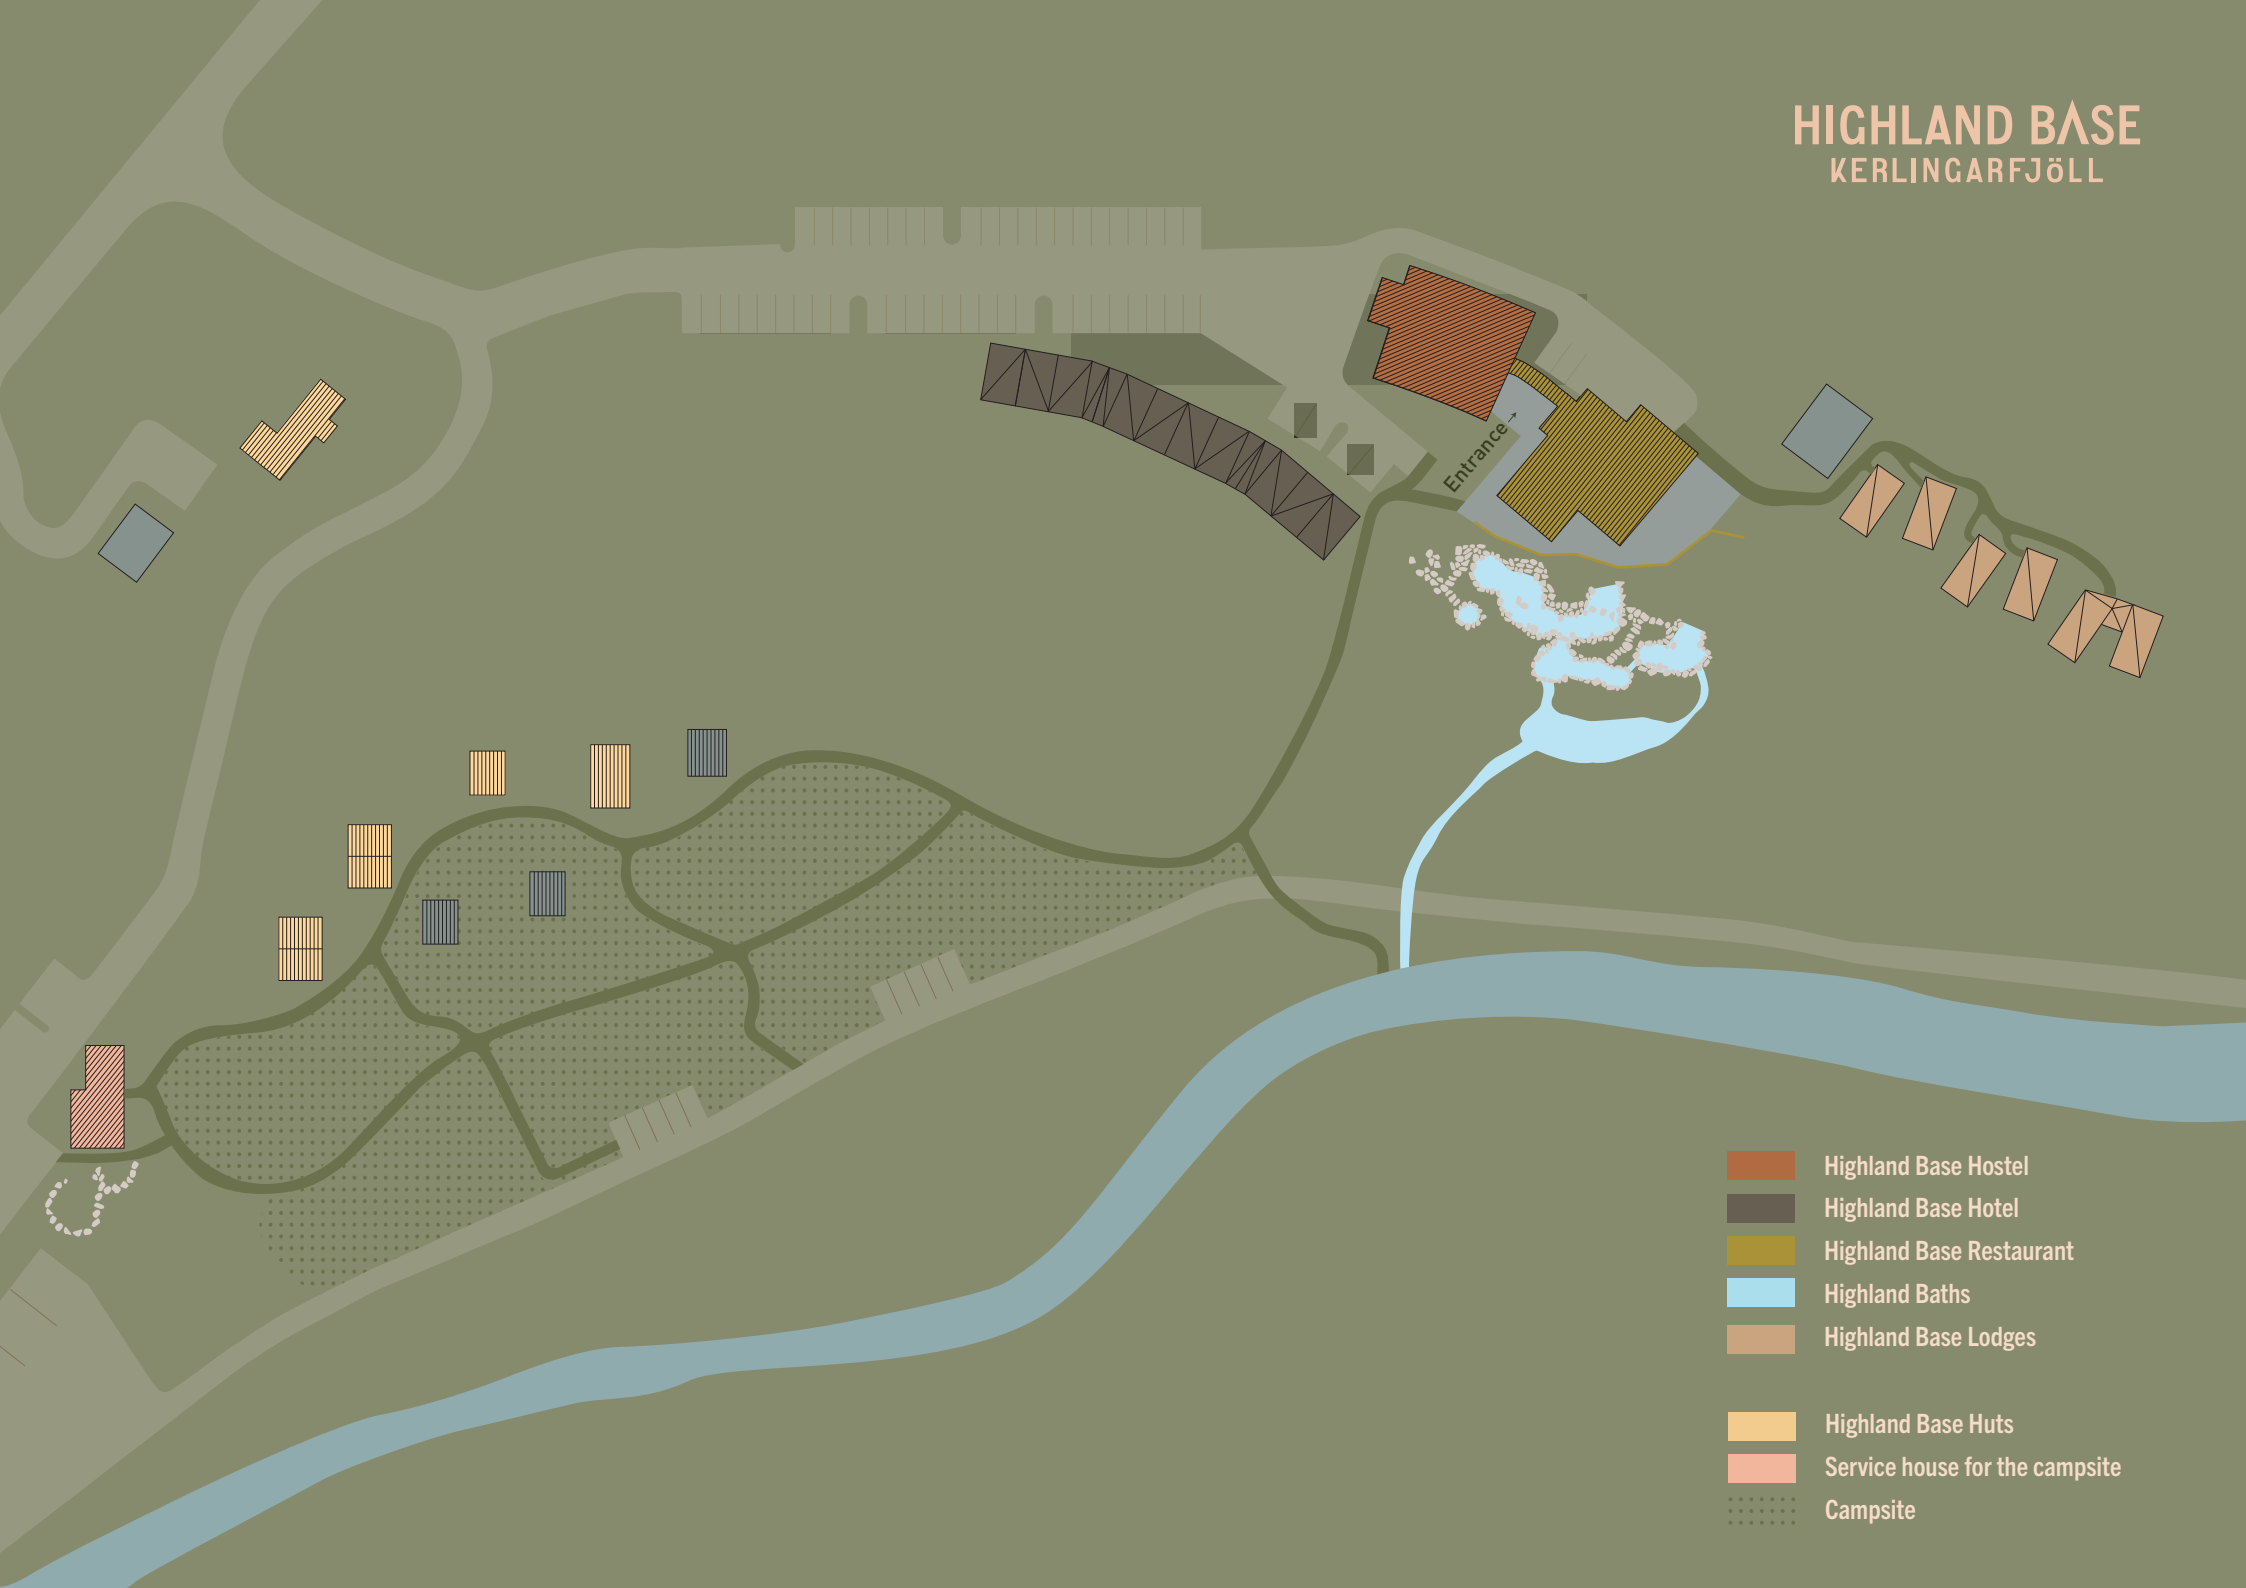 HIGHLAND BASE
KERLINGARFJÖLL
Entrance
Highland Base Hostel
Highland Base Hotel
Highland Base Restaurant
Highland Baths
Highland Base Lodges
Highland Base Huts
Service house for the campsite
Campsite